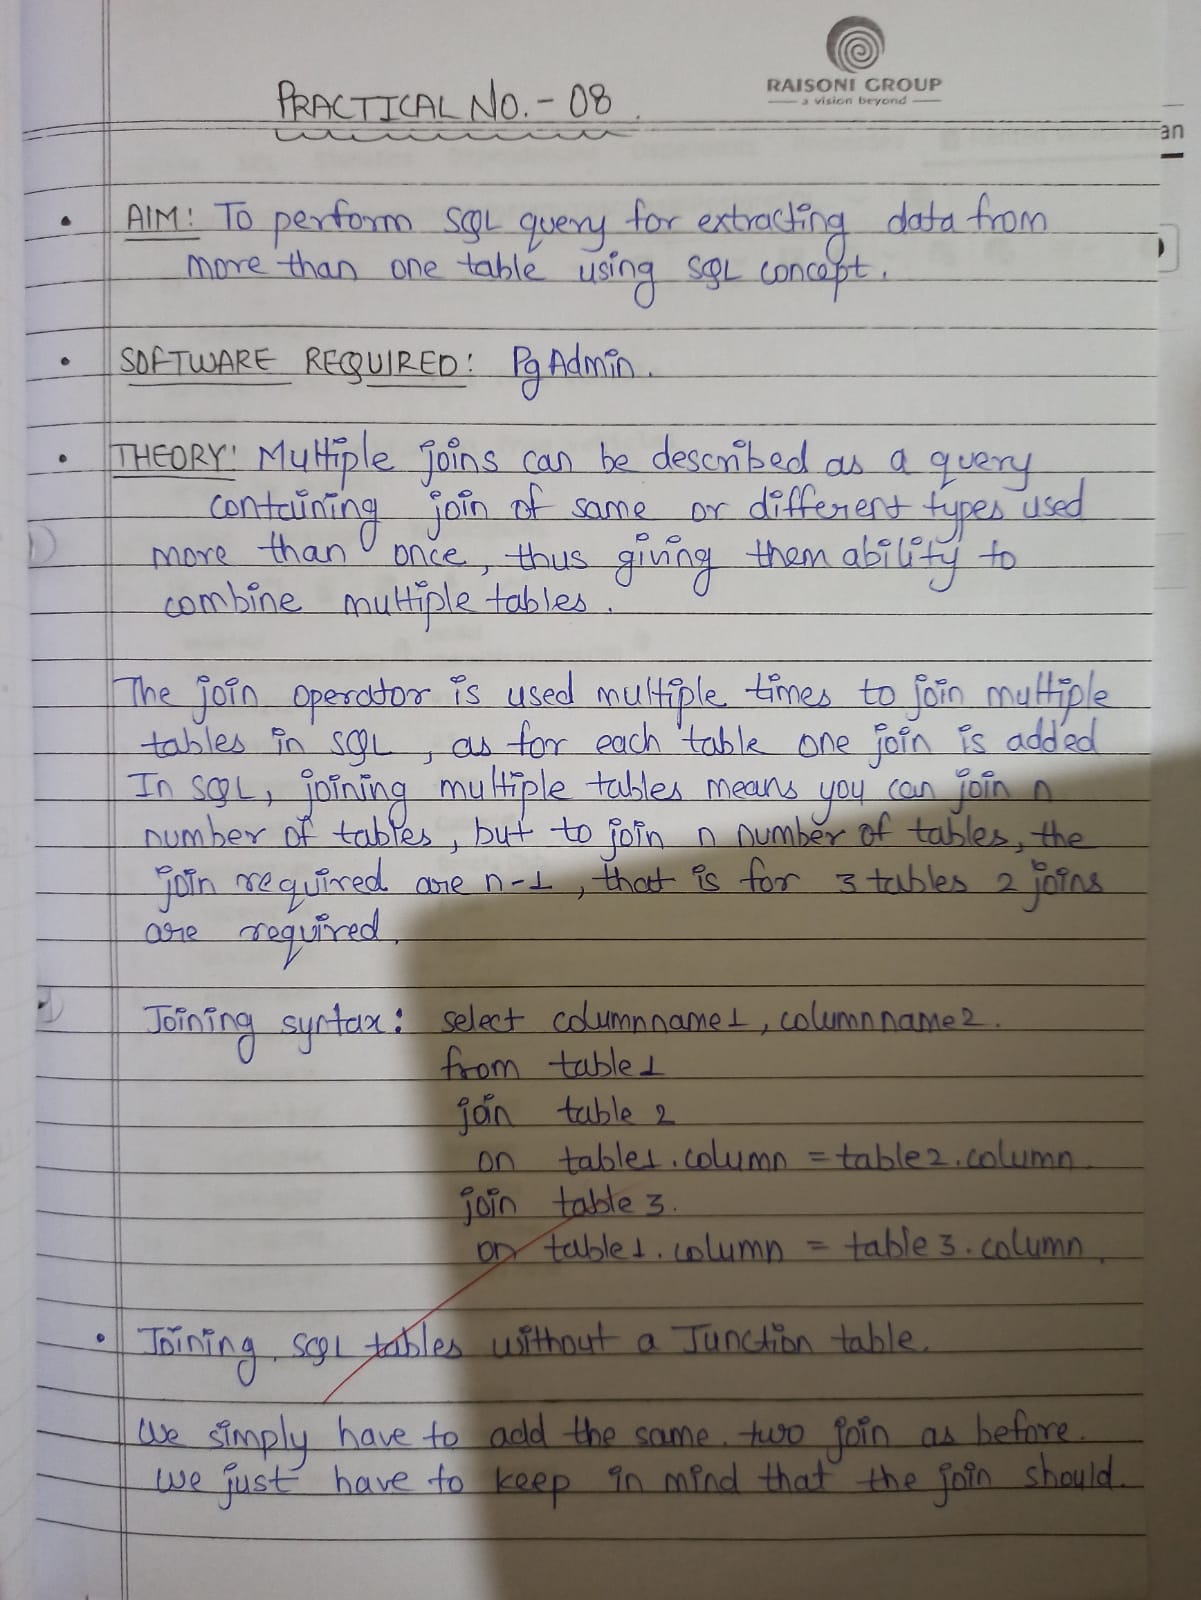 RAISONI GROUP
a vision beyond
PRACTICAL NO.- 08
an
• AIM: To perform SQL query for extracting data from
more than one table using SQL concept.
• SOFTWARE REQUIRED: PgAdmin.
• THEORY: Multiple joins can be described as a query
containing join of same or different types used
more than once, thus giving them ability to
combine multiple tables.
The join operator is used multiple times to join multiple
tables in SQL, as for each table one join is added
In SQL, joining multiple tables means you can join n
number of tables, but to join n number of tables, the
join required are n-1, that is for 3 tables 2 joins
are required.
Joining syntax: select columnname1, columnname2.
from table1
join table 2
on table1.column = table2.column
join table 3.
on table1.column = table 3.column.
• Joining SQL tables without a Junction table.
We simply have to add the same two join as before.
We just have to keep in mind that the join should